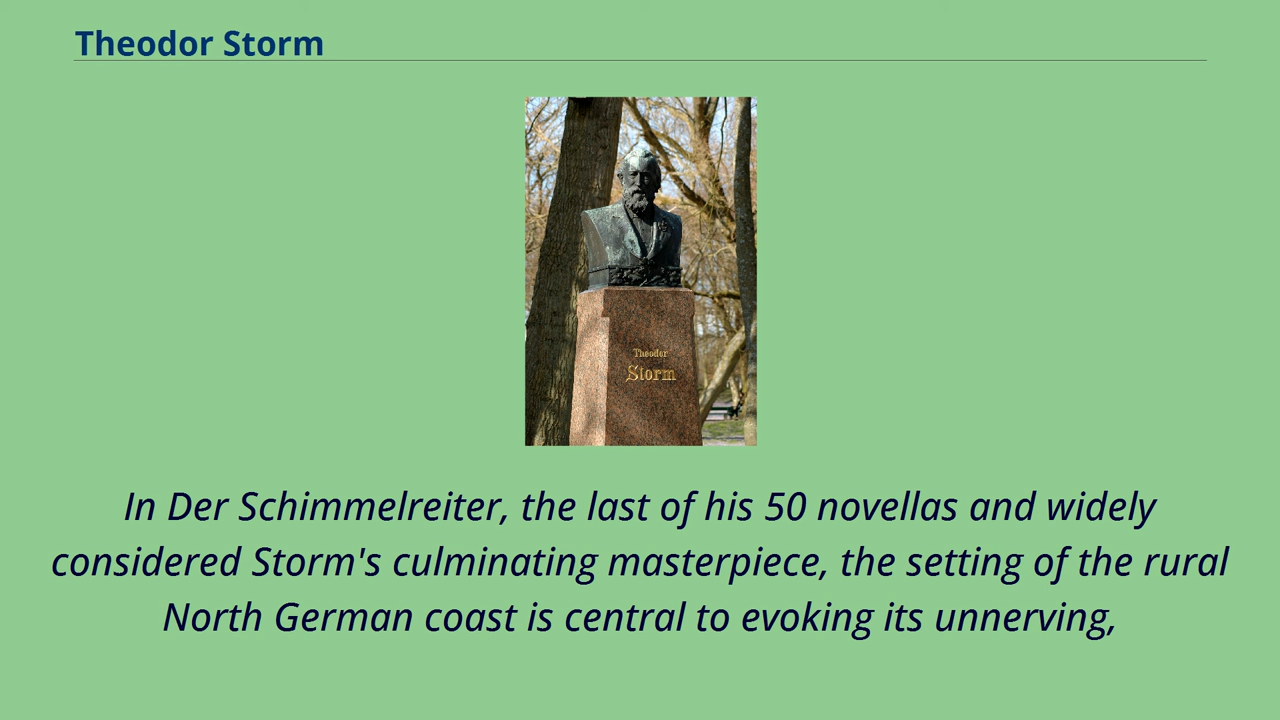 Theodor Storm
Theodor
Storm
In Der Schimmelreiter, the last of his 50 novellas and widely
considered Storm's culminating masterpiece, the setting of the rural
North German coast is central to evoking its unnerving,